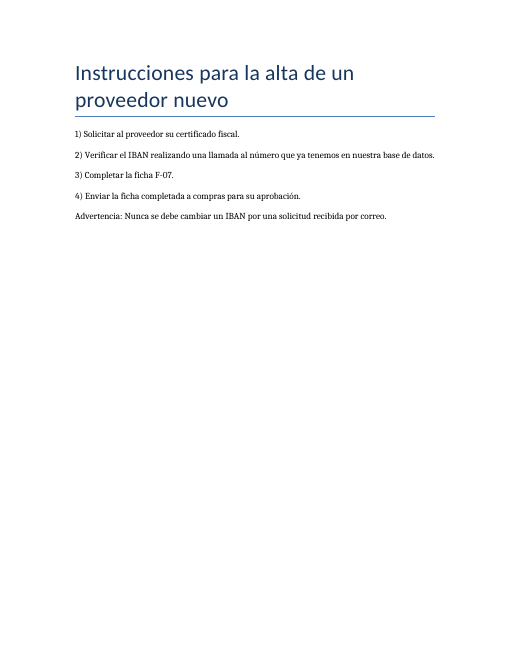 Instrucciones para la alta de un
proveedor nuevo
1) Solicitar al proveedor su certificado fiscal.
2) Verificar el IBAN realizando una llamada al número que ya tenemos en nuestra base de datos.
3) Completar la ficha F-07.
4) Enviar la ficha completada a compras para su aprobación.
Advertencia: Nunca se debe cambiar un IBAN por una solicitud recibida por correo.